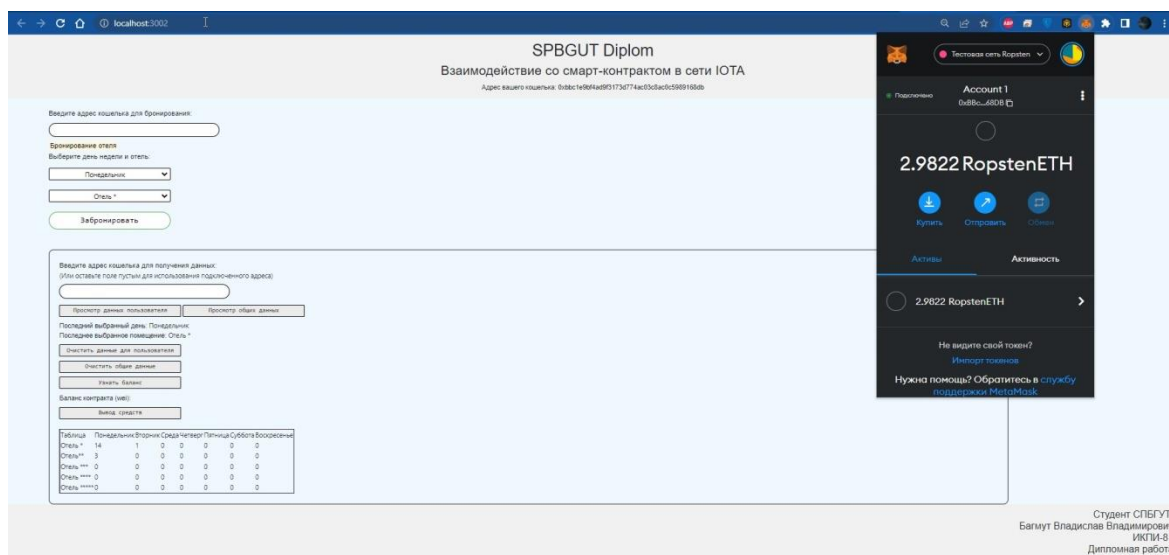 localhost:3002
SPBGUT Diplom
Взаимодействие со смарт-контрактом в сети IOTA
Адрес вашего кошелька:
Введите адрес кошелька для бронирования:
Бронирование отеля
Выберите день недели и отель:
Понедельник
Отель *
Забронировать
Введите адрес кошелька для получения данных:
(Или оставьте поле пустым для использования подключенного адреса)
Просмотр данных пользователя Просмотр общих данных
Последний выбранный день: Понедельник
Последнее выбранное помещение: Отель *
Очистить данные для пользователя
Очистить общие данные
Узнать баланс
Баланс контракта (wei):
Вывод средств
Таблица Понедельник Вторник Среда Четверг Пятница Суббота Воскресенье
Отель * 14 1 0 0 0 0 0
Отель** 3 0 0 0 0 0 0
Отель *** 0 0 0 0 0 0 0
Отель **** 0 0 0 0 0 0 0
Отель *****0 0 0 0 0 0 0
Тестовая сеть Ropsten
Подключено
Account 1
0xBBc...68DB
2.9822 RopstenETH
Купить Отправить Обмен
Активы Активность
2.9822 RopstenETH
Не видите свой токен?
Импорт токенов
Нужна помощь? Обратитесь в службу
поддержки MetaMask
Студент СПБГУТ
Багмут Владислав Владимирови
ИКПИ-8
Дипломная работ